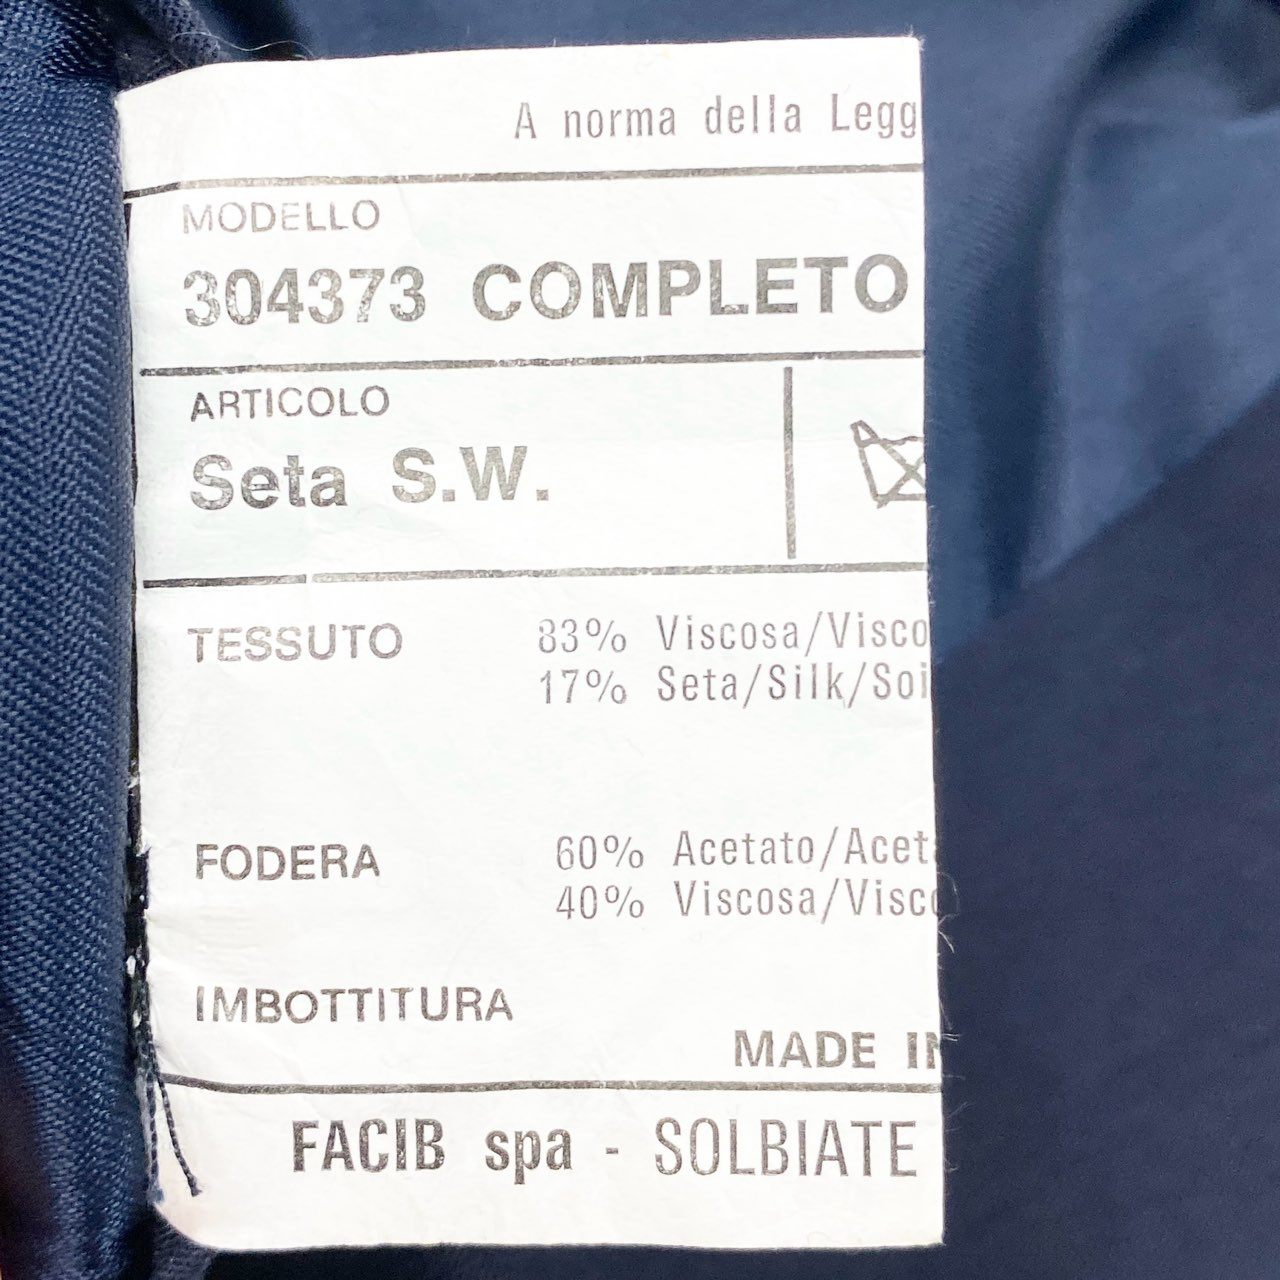 A norma della Legg
MODELLO
304373 COMPLETO
ARTICOLO
Seta S.W.
TESSUTO 83% Viscosa/Visco
17% Seta/Silk/Soi
FODERA 60% Acetato/Acet
40% Viscosa/Visco
IMBOTTITURA
MADE IN
FACIB spa - SOLBIATE